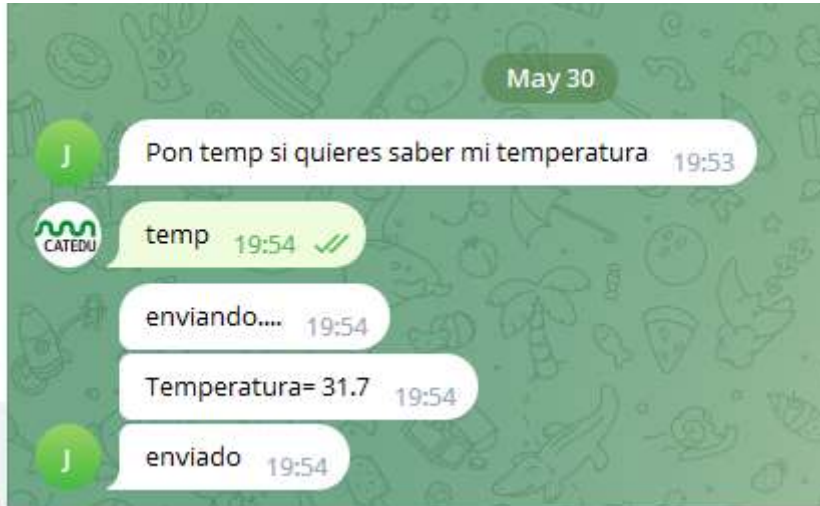 May 30
J
Pon temp si quieres saber mi temperatura 19:53
CATEDU
temp 19:54
enviando.... 19:54
Temperatura= 31.7 19:54
J
enviado 19:54